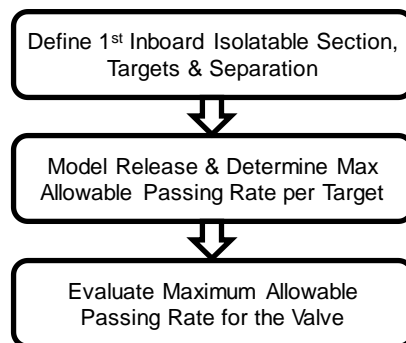 Define 1st Inboard Isolatable Section,
Targets & Separation
Model Release & Determine Max
Allowable Passing Rate per Target
Evaluate Maximum Allowable
Passing Rate for the Valve